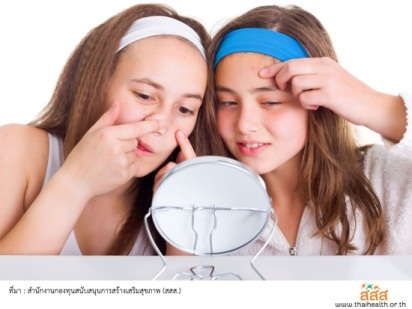 ที่มา : สำนักงานกองทุนสนับสนุนการสร้างเสริมสุขภาพ (สสส.)
สสส
www.thaihealth.or.th